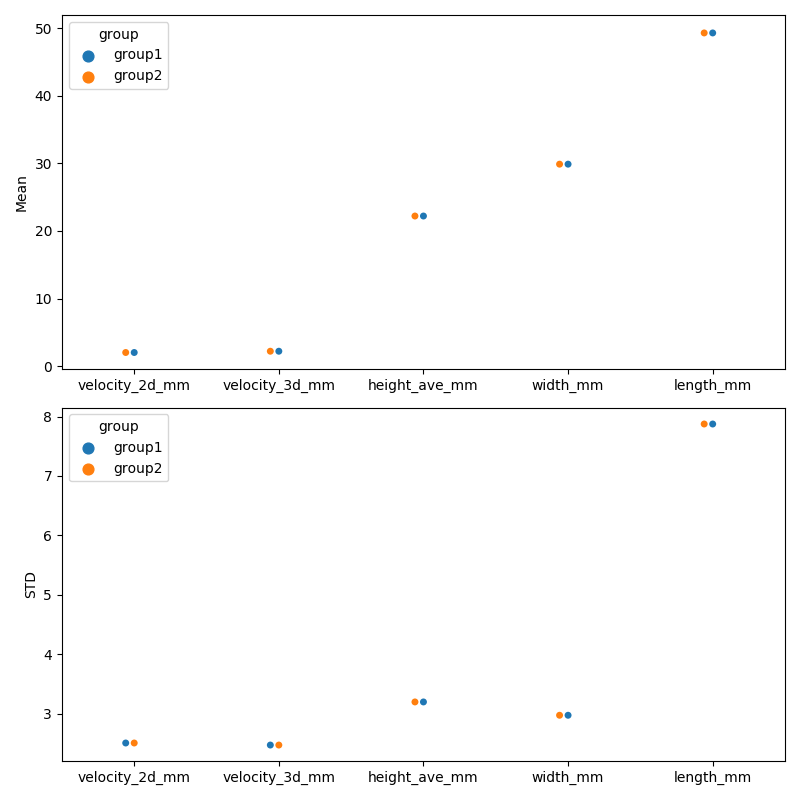 50
40
30
20
10
0
Mean
group
group1
group2
velocity_2d_mm velocity_3d_mm height_ave_mm width_mm length_mm
8
7
6
5
4
3
STD
group
group1
group2
velocity_2d_mm velocity_3d_mm height_ave_mm width_mm length_mm